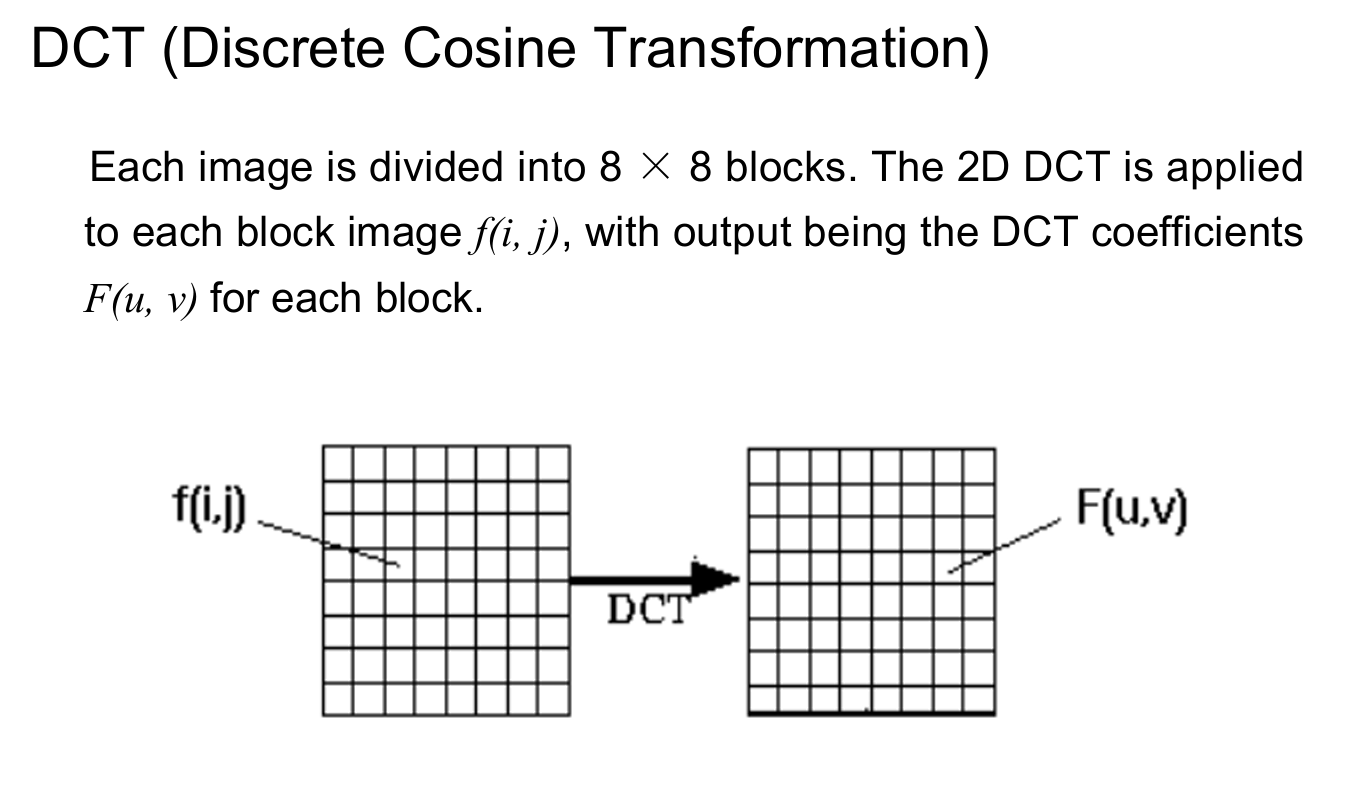 DCT (Discrete Cosine Transformation)
Each image is divided into 8 × 8 blocks. The 2D DCT is applied
to each block image f(i, j), with output being the DCT coefficients
F(u, v) for each block.
f(i,j)
F(u,v)
DCT